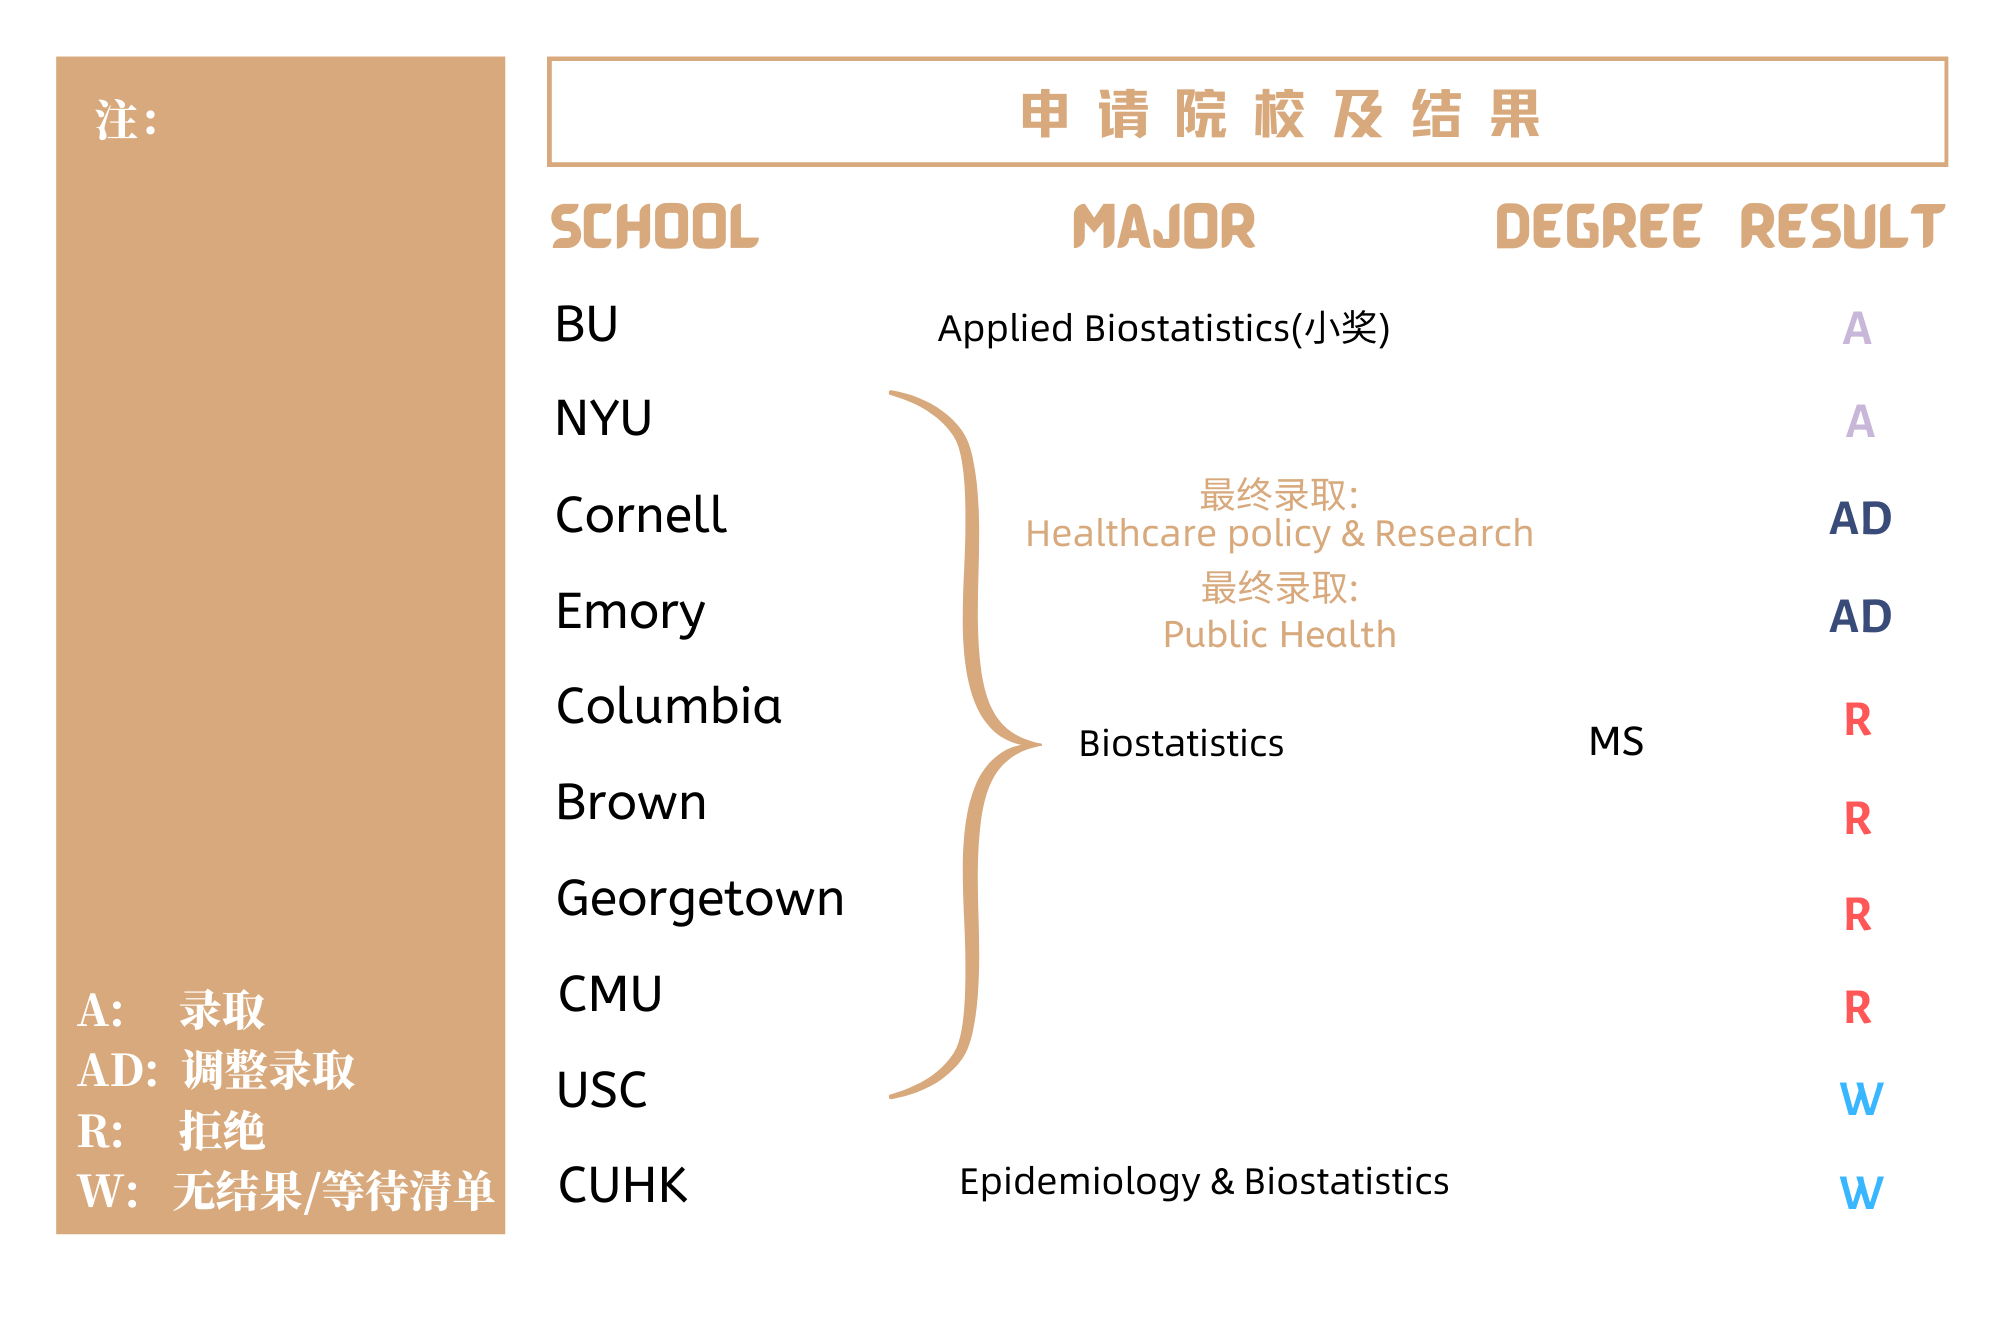 注：
A： 录取
AD： 调整录取
R： 拒绝
W： 无结果/等待清单
申请院校及结果
SCHOOL MAJOR DEGREE RESULT
BU Applied Biostatistics(小奖) A
NYU A
Cornell 最终录取:
Healthcare policy & Research AD
Emory 最终录取:
Public Health AD
Columbia Biostatistics MS R
Brown R
Georgetown R
CMU R
USC W
CUHK Epidemiology & Biostatistics W